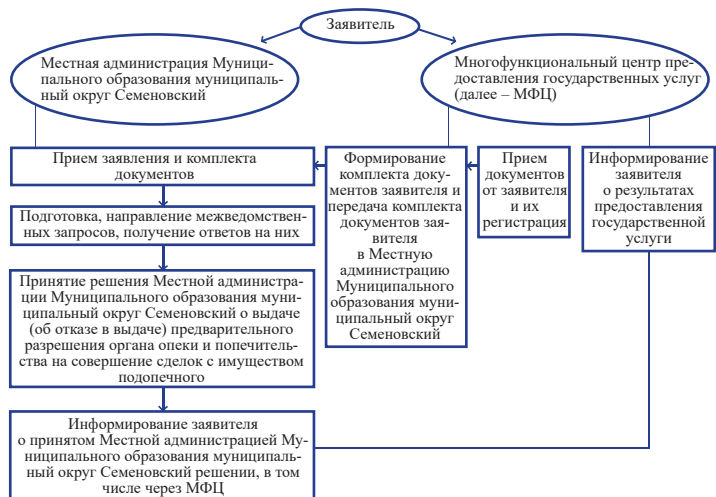 Заявитель
Местная администрация Муници-
пального образования муниципаль-
ный округ Семеновский
Многофункциональный центр пре-
доставления государственных услуг
(далее – МФЦ)
Прием заявления и комплекта
документов
Формирование
комплекта доку-
ментов заявителя и
передача комплекта
документов зая-
вителя
в Местную
администрацию
Муниципального
образования муни-
ципальный округ
Семеновский
Прием
документов
от заявителя
и их
регистрация
Информирование
заявителя
о результатах
предоставления
государственной
услуги
Подготовка, направление межведомствен-
ных запросов, получение ответов на них
Принятие решения Местной администра-
ции Муниципального образования муни-
ципальный округ Семеновский о выдаче
(об отказе в выдаче) предварительного
разрешения органа опеки и попечитель-
ства на совершение сделок с имуществом
подопечного
Информирование заявителя
о принятом Местной администрацией Му-
ниципального образования муниципаль-
ный округ Семеновский решении, в том
числе через МФЦ